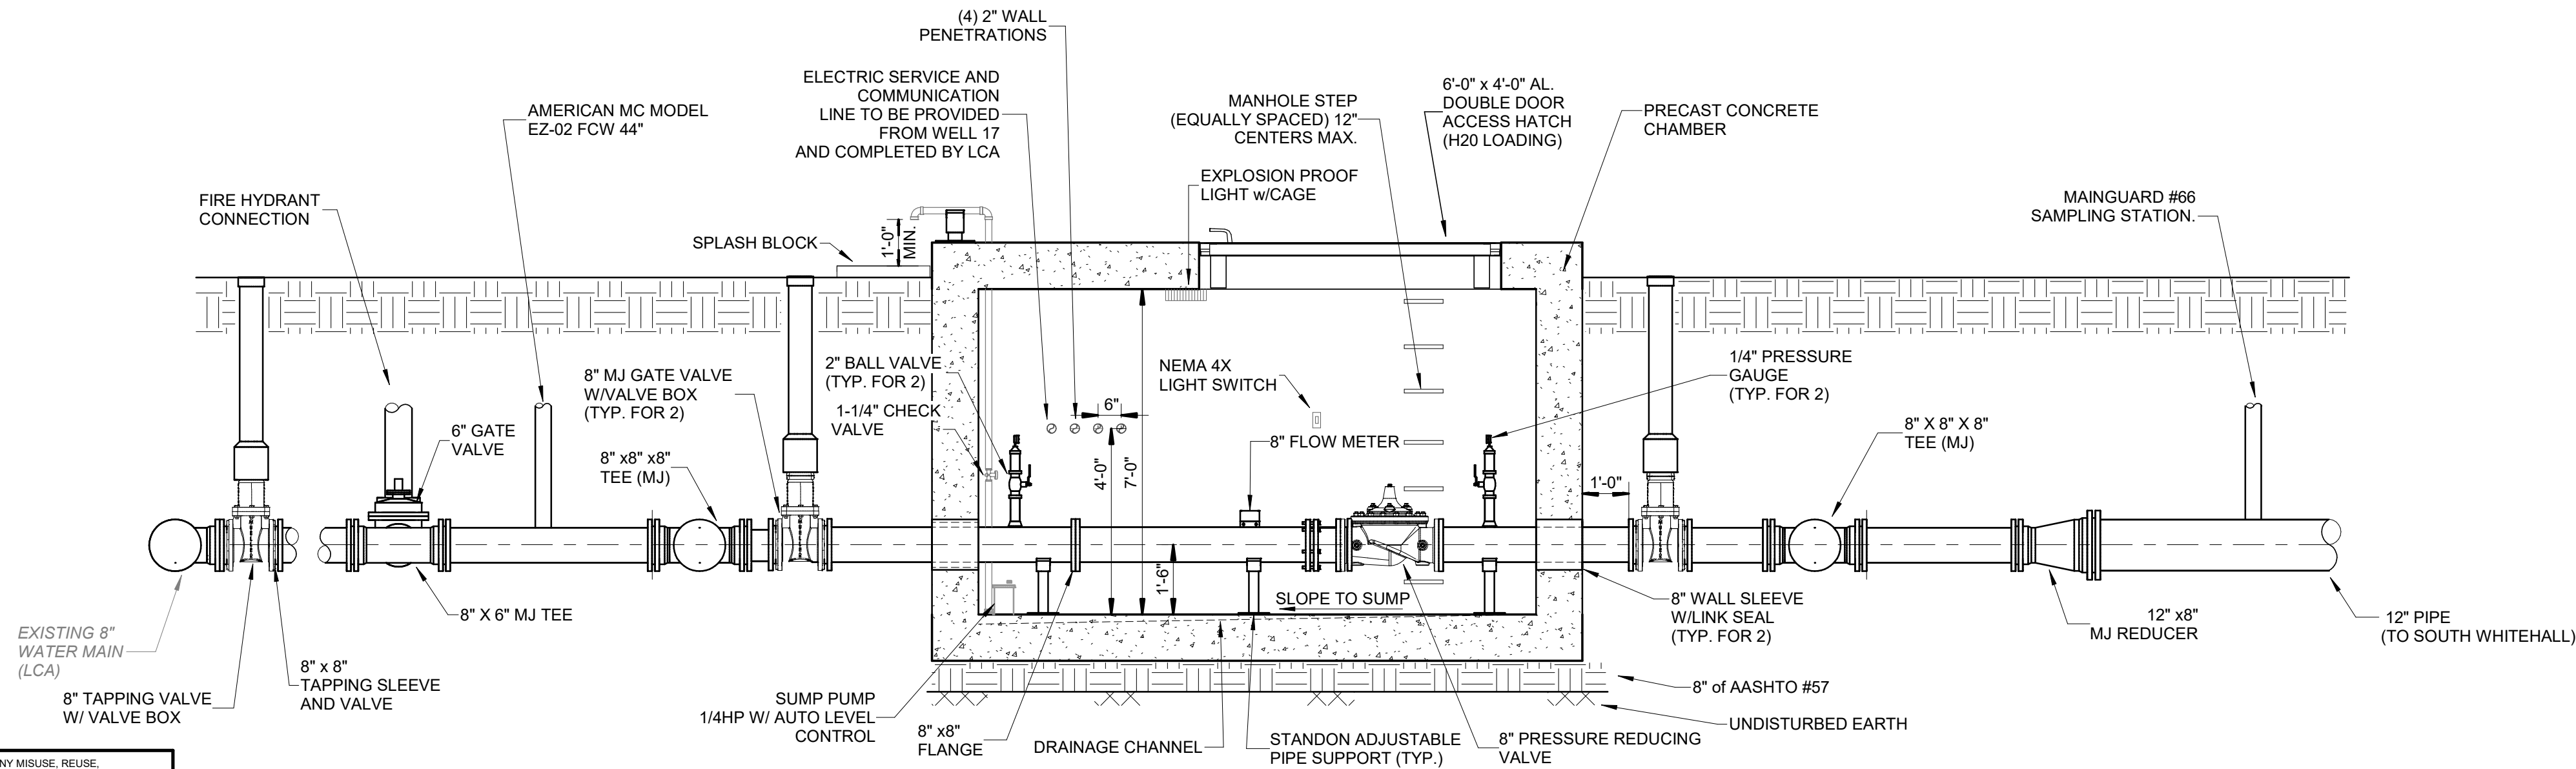 (4) 2" WALL
PENETRATIONS
ELECTRIC SERVICE AND
COMMUNICATION
LINE TO BE PROVIDED
FROM WELL 17
AND COMPLETED BY LCA
AMERICAN MC MODEL
EZ-02 FCW 44"
MANHOLE STEP
(EQUALLY SPACED) 12"
CENTERS MAX.
6'-0" x 4'-0" AL.
DOUBLE DOOR
ACCESS HATCH
(H20 LOADING)
PRECAST CONCRETE
CHAMBER
EXPLOSION PROOF
LIGHT w/CAGE
FIRE HYDRANT
CONNECTION
MAINGUARD #66
SAMPLING STATION.
SPLASH BLOCK
1'-0"
MIN.
8" MJ GATE VALVE
W/VALVE BOX
(TYP. FOR 2)
2" BALL VALVE
(TYP. FOR 2)
1-1/4" CHECK
VALVE
6"
NEMA 4X
LIGHT SWITCH
1/4" PRESSURE
GAUGE
(TYP. FOR 2)
6" GATE
VALVE
8" x8" x8"
TEE (MJ)
8" FLOW METER
8" X 8" X 8"
TEE (MJ)
4'-0"
7'-0"
1'-0"
MUELLER
MUELLER
MUELLER
1'-6"
SLOPE TO SUMP
8" X 6" MJ TEE
8" WALL SLEEVE
W/LINK SEAL
(TYP. FOR 2)
12" x8"
MJ REDUCER
12" PIPE
(TO SOUTH WHITEHALL)
EXISTING 8"
WATER MAIN
(LCA)
8" x 8"
TAPPING SLEEVE
AND VALVE
8" TAPPING VALVE
W/ VALVE BOX
SUMP PUMP
1/4HP W/ AUTO LEVEL
CONTROL
8" x8"
FLANGE
DRAINAGE CHANNEL
STANDON ADJUSTABLE
PIPE SUPPORT (TYP.)
8" PRESSURE REDUCING
VALVE
8" of AASHTO #57
UNDISTURBED EARTH
NY MISUSE, REUSE,